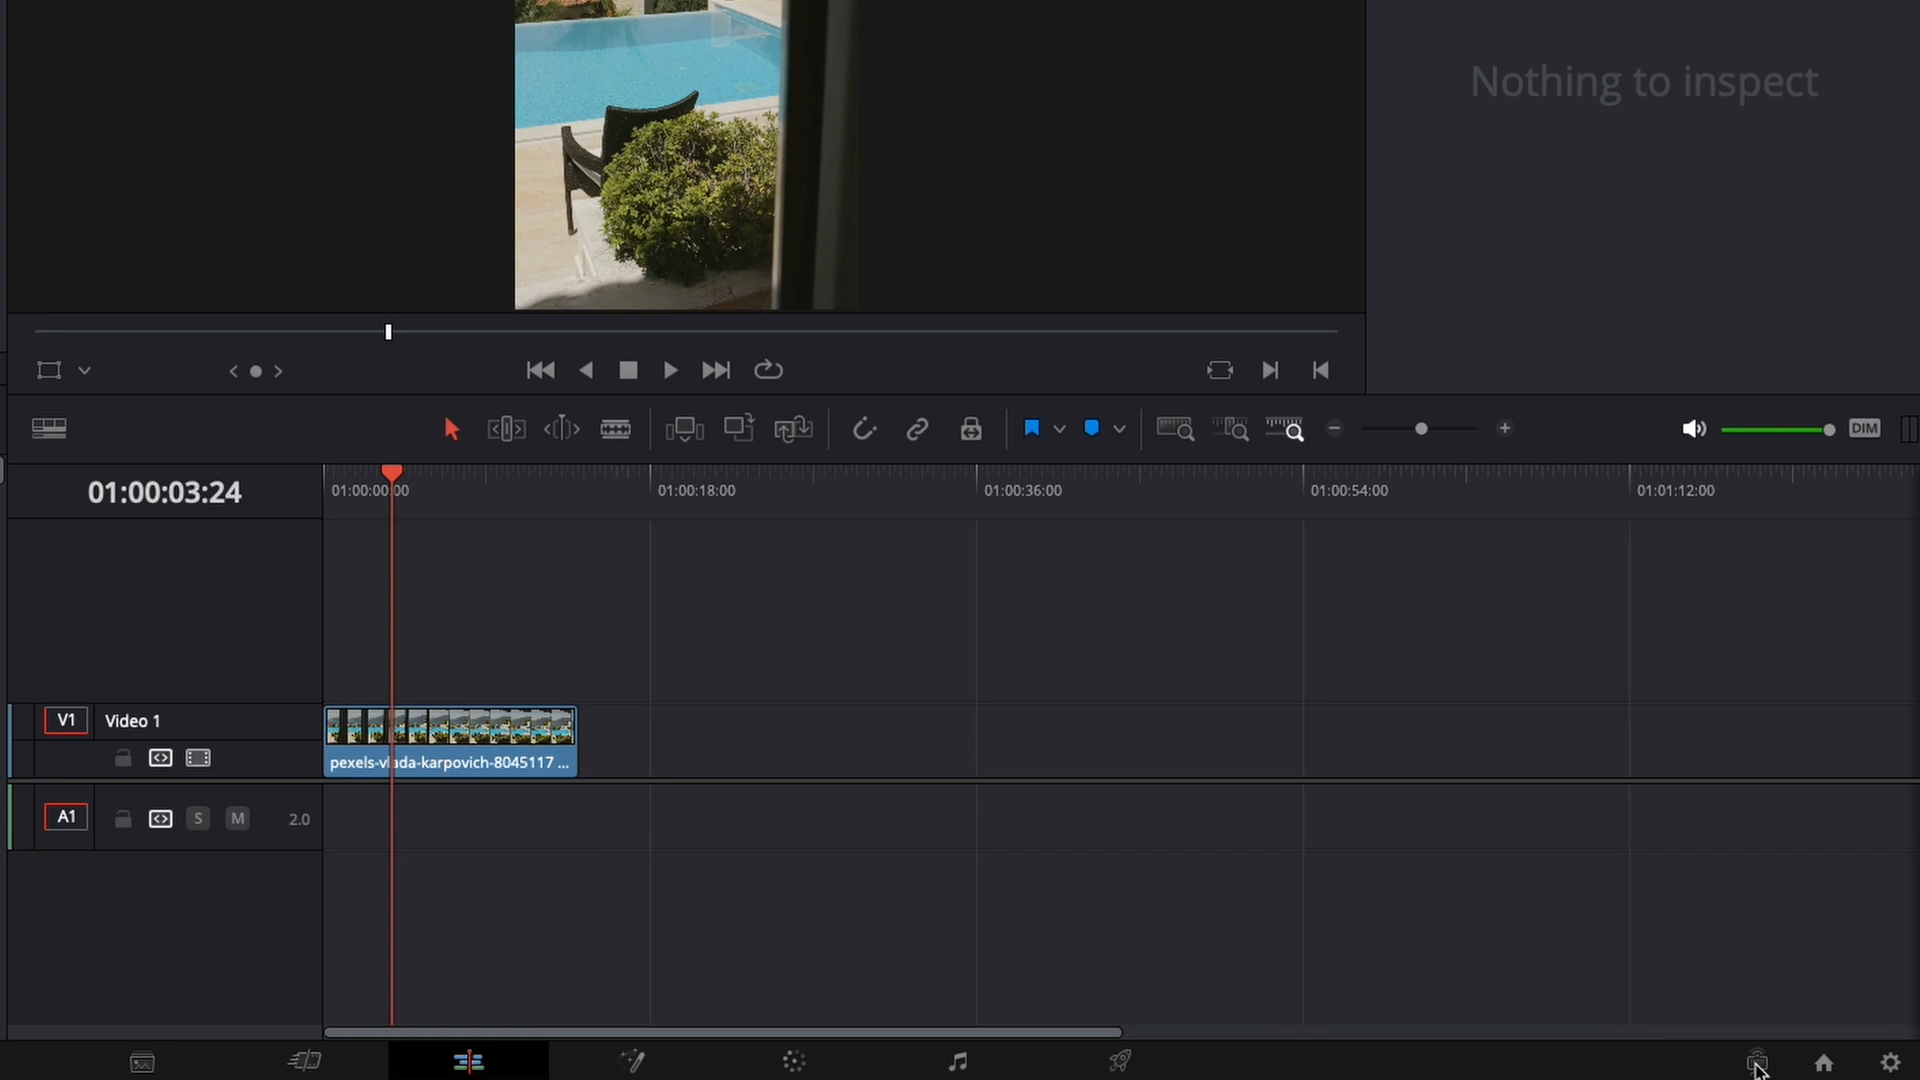 Nothing to inspect
DIM
01:00:03:24
01:00:00:00
01:00:18:00
01:00:36:00
01:00:54:00
01:01:12:00
V1
Video 1
pexels-vlada-karpovich-8045117 ...
A1
S
M
2.0